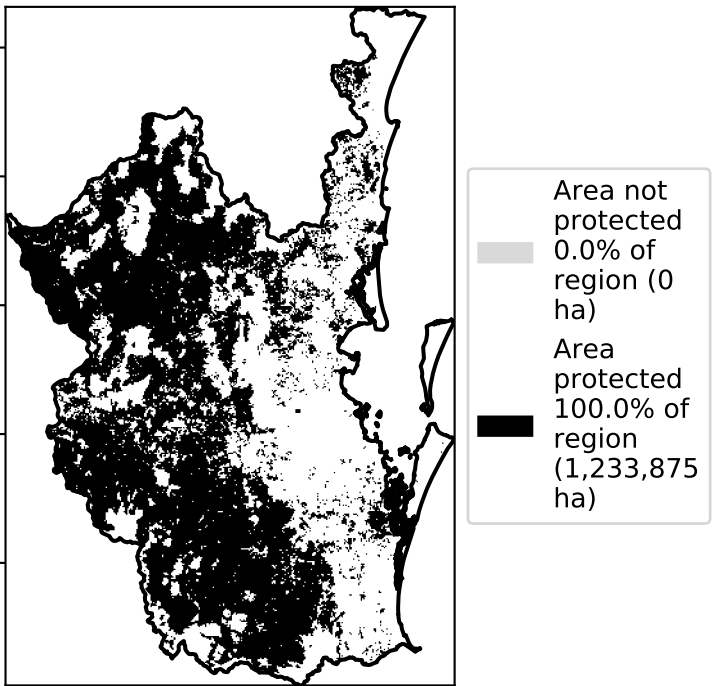 Area not
protected
0.0% of
region (0
ha)
Area
protected
100.0% of
region
(1,233,875
ha)